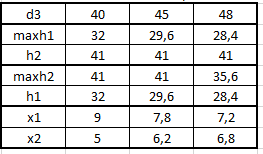 d3 40 45 48
maxh1 32 29,6 28,4
h2 41 41 41
maxh2 41 41 35,6
h1 32 29,6 28,4
x1 9 7,8 7,2
x2 5 6,2 6,8